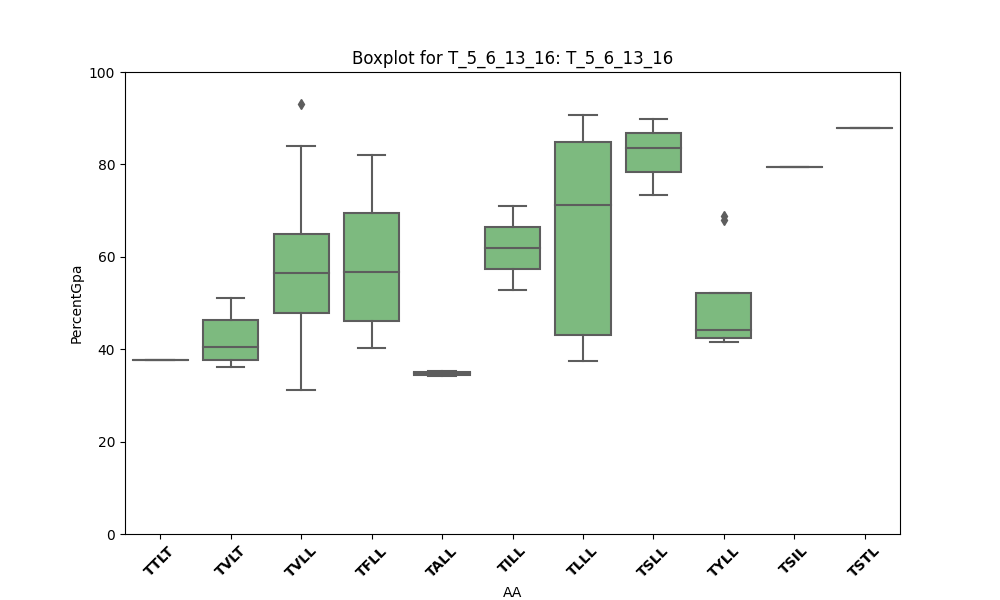 Boxplot for T_5_6_13_16: T_5_6_13_16
100
80
60
40
20
0
PercentGpa
TTLT TVLT TVLL TFLL TALL TILL TLLL TSLL TYLL TSIL TSTL
AA